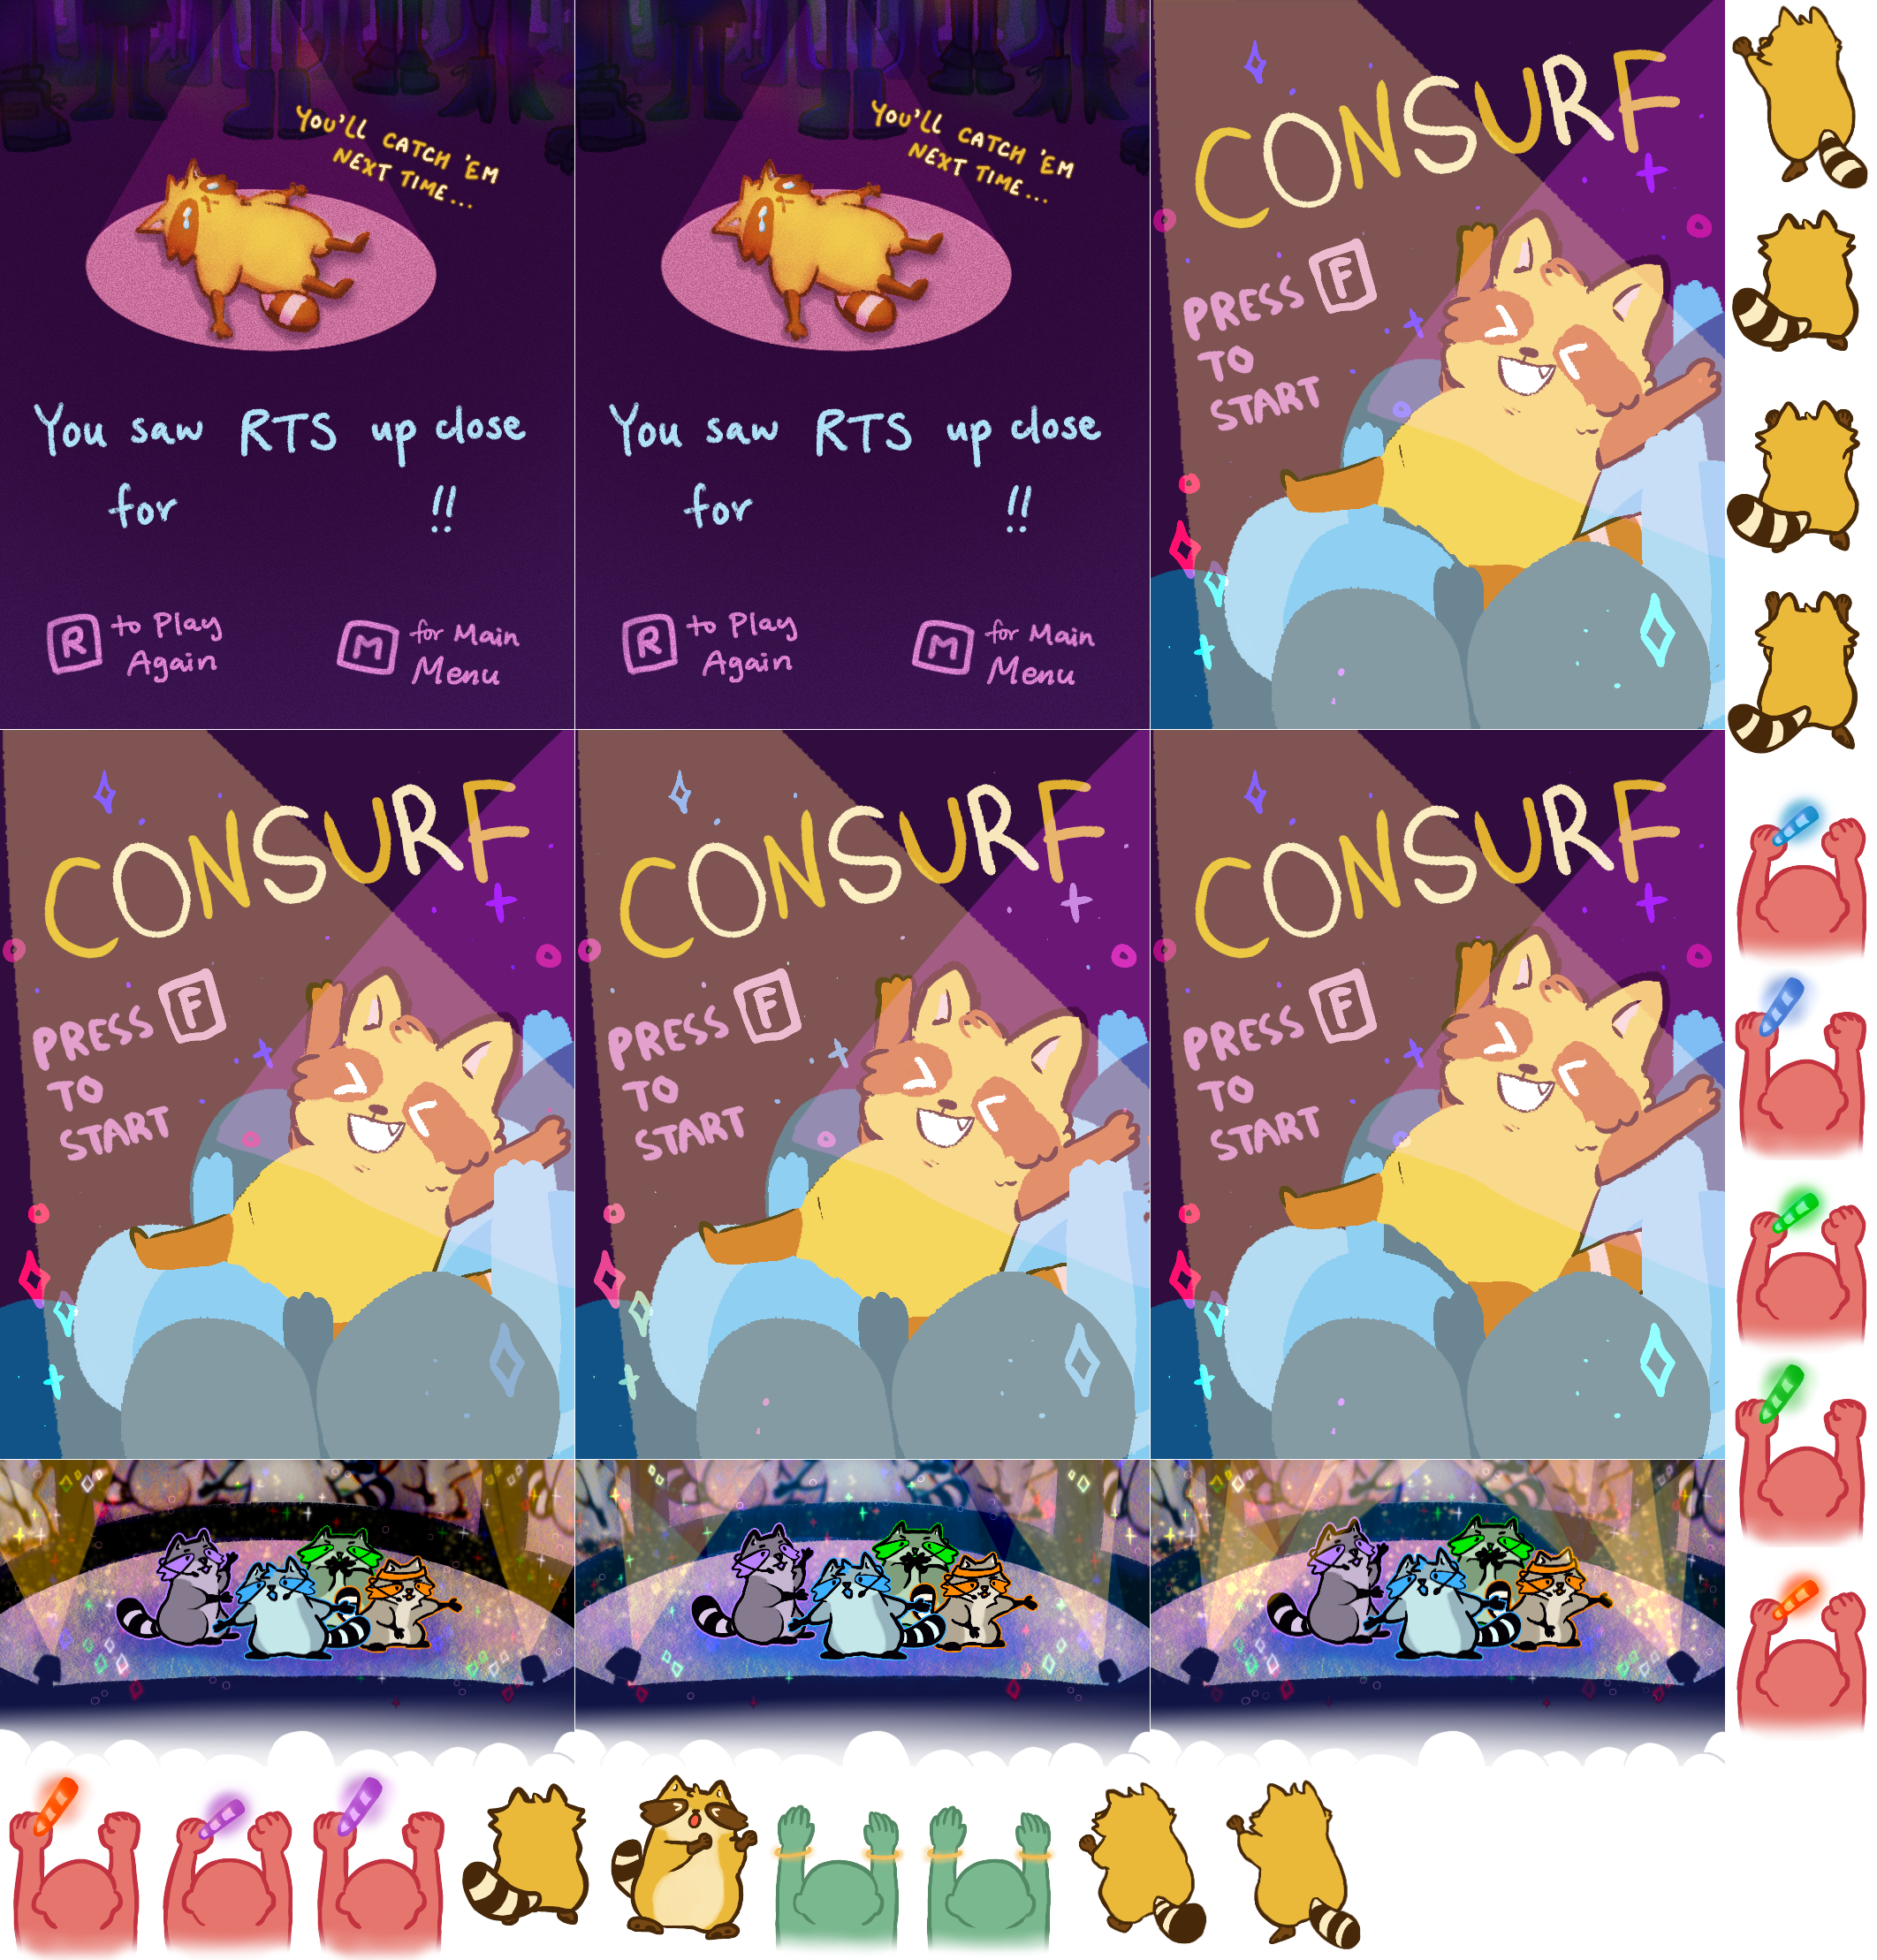 YOU'LL CATCH 'EM
NEXT TIME...
You saw RTS up close
for !!
R to Play
Again
M for Main
Menu
YOU'LL CATCH 'EM
NEXT TIME...
You saw RTS up close
for !!
R to Play
Again
M for Main
Menu
CONSURF
PRESS F
TO
START
CONSURF
PRESS F
TO
START
CONSURF
PRESS F
TO
START
CONSURF
PRESS F
TO
START